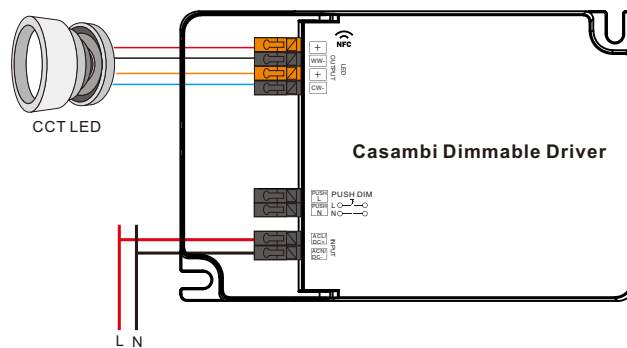 NFC
+
WW-
+
CW-
LED
OUTPUT
CCT LED
Casambi Dimmable Driver
PUSH
L
PUSH
N
PUSH DIM
L
N
ACL/
DC+
ACN/
DC-
INPUT
L
N